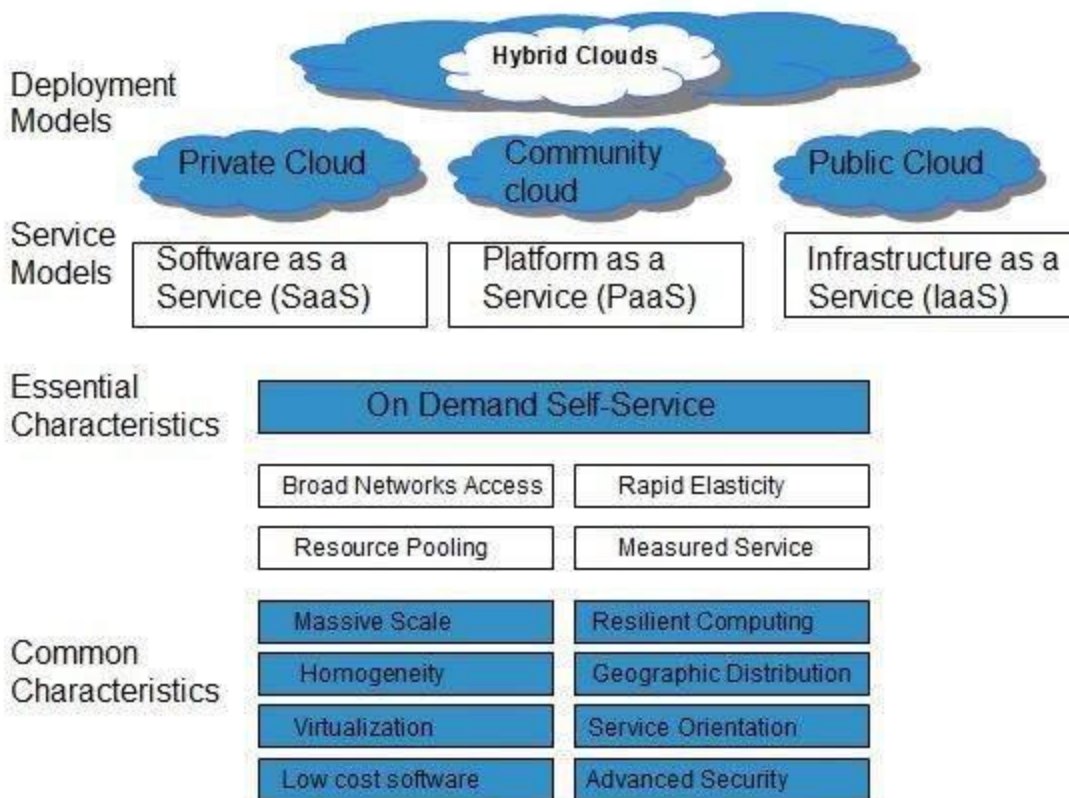 Hybrid Clouds
Deployment
Models
Private Cloud
Community
cloud
Public Cloud
Service
Models
Software as a
Service (SaaS)
Platform as a
Service (PaaS)
Infrastructure as a
Service (IaaS)
Essential
Characteristics
On Demand Self-Service
Broad Networks Access
Rapid Elasticity
Resource Pooling
Measured Service
Common
Characteristics
Massive Scale
Resilient Computing
Homogeneity
Geographic Distribution
Virtualization
Service Orientation
Low cost software
Advanced Security